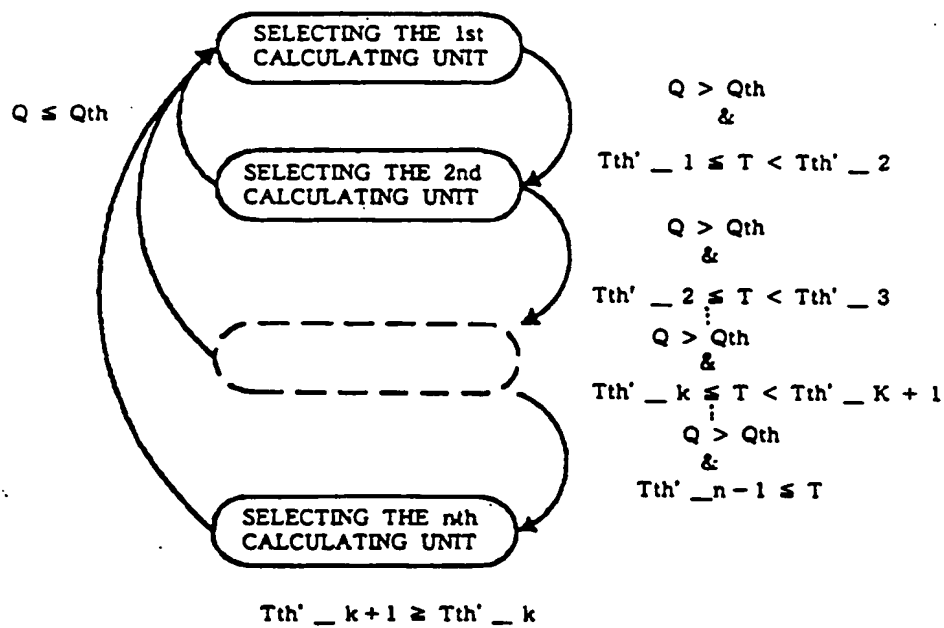 SELECTING THE 1st
CALCULATING UNIT
Q ≦ Qth
Q > Qth
&
Tth' _ 1 ≦ T < Tth' _ 2
SELECTING THE 2nd
CALCULATING UNIT
Q > Qth
&
Tth' _ 2 ≦ T < Tth' _ 3
Q > Qth
&
Tth' _ k ≦ T < Tth' _ K + 1
Q > Qth
&
Tth' _n-1 ≦ T
SELECTING THE nth
CALCULATING UNIT
Tth' _ k+1 ≧ Tth' _ k